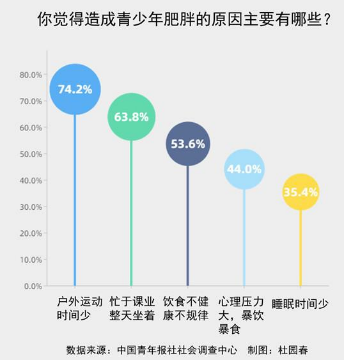 你觉得造成青少年肥胖的原因主要有哪些？
80.0%
70.0%
60.0%
50.0%
40.0%
30.0%
20.0%
10.0%
0.0%
74.2%
63.8%
53.6%
44.0%
35.4%
户外运动
时间少
忙于课业
整天坐着
饮食不健
康不规律
心理压力
大，暴饮
暴食
睡眠时间少
数据来源：中国青年报社社会调查中心 制图：杜园春